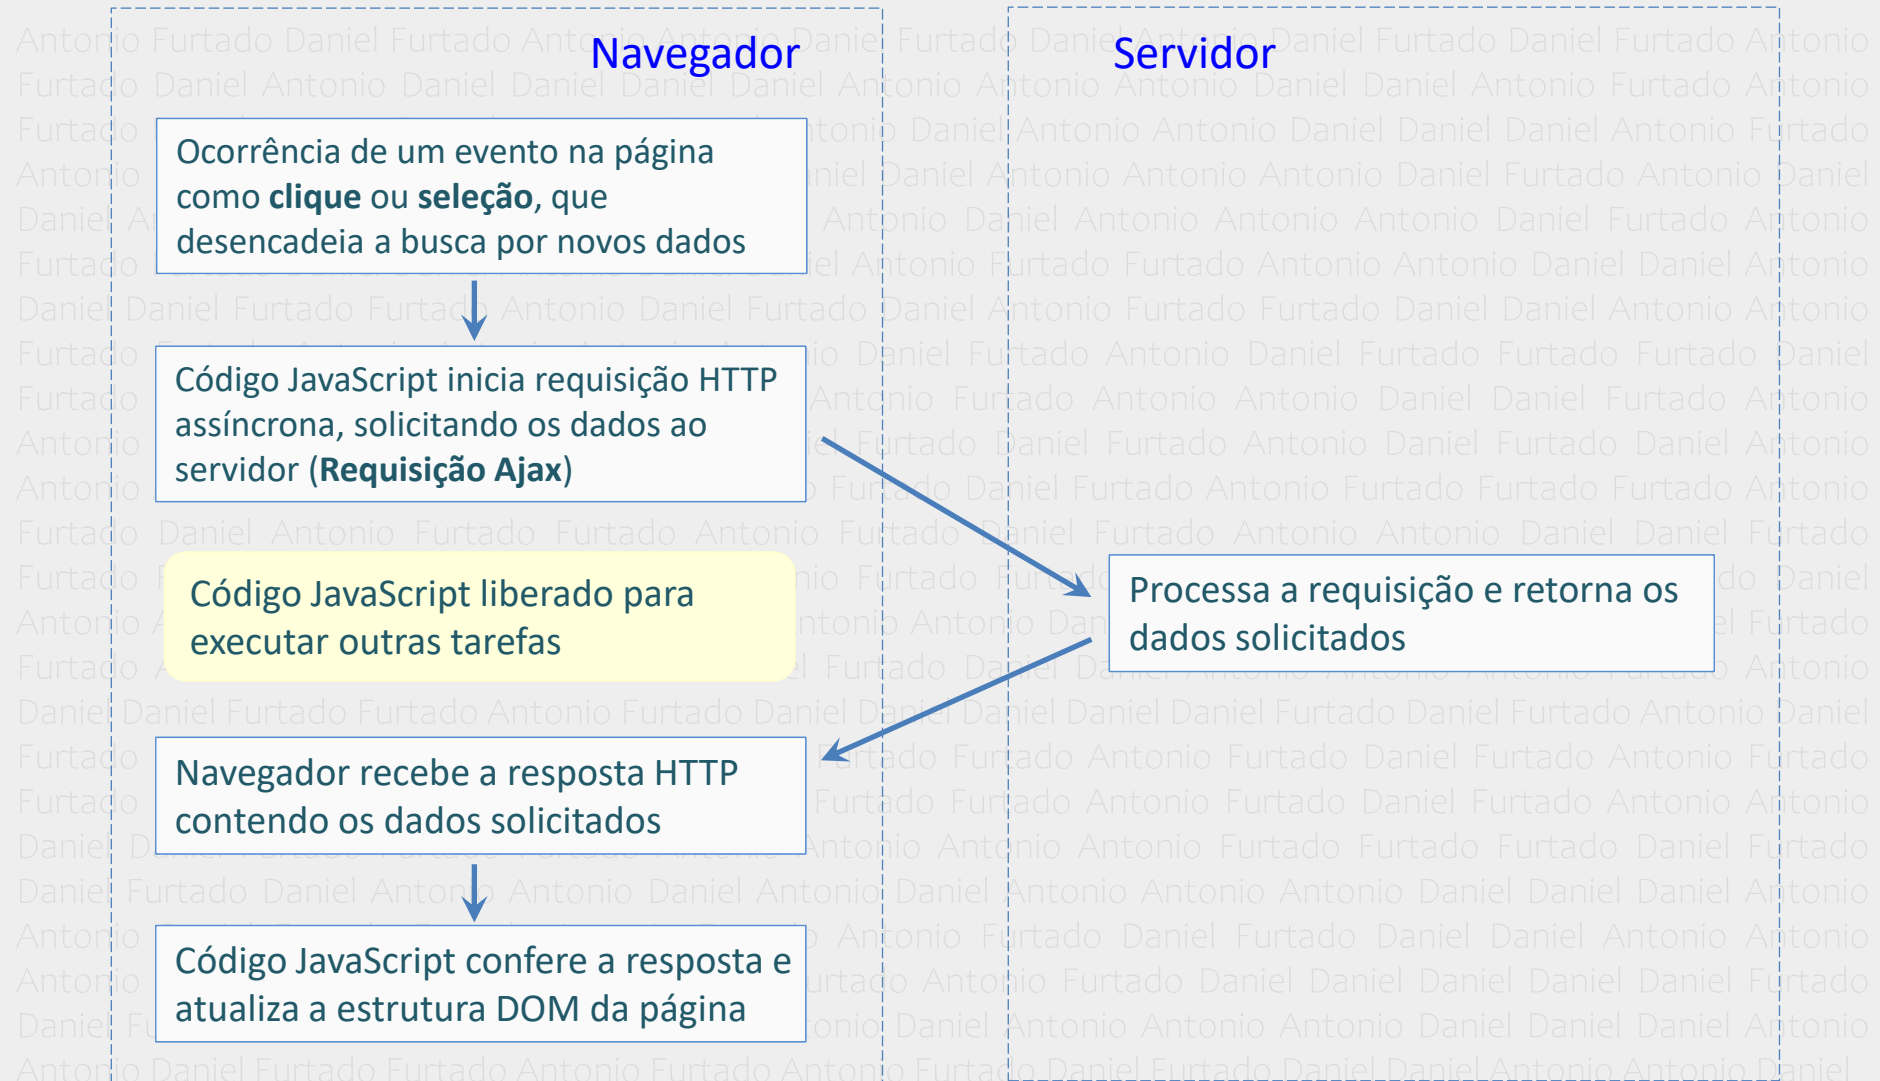 Navegador
Servidor
Ocorrência de um evento na página
como clique ou seleção, que
desencadeia a busca por novos dados
Código JavaScript inicia requisição HTTP
assíncrona, solicitando os dados ao
servidor (Requisição Ajax)
Código JavaScript liberado para
executar outras tarefas
Processa a requisição e retorna os
dados solicitados
Navegador recebe a resposta HTTP
contendo os dados solicitados
Código JavaScript confere a resposta e
atualiza a estrutura DOM da página